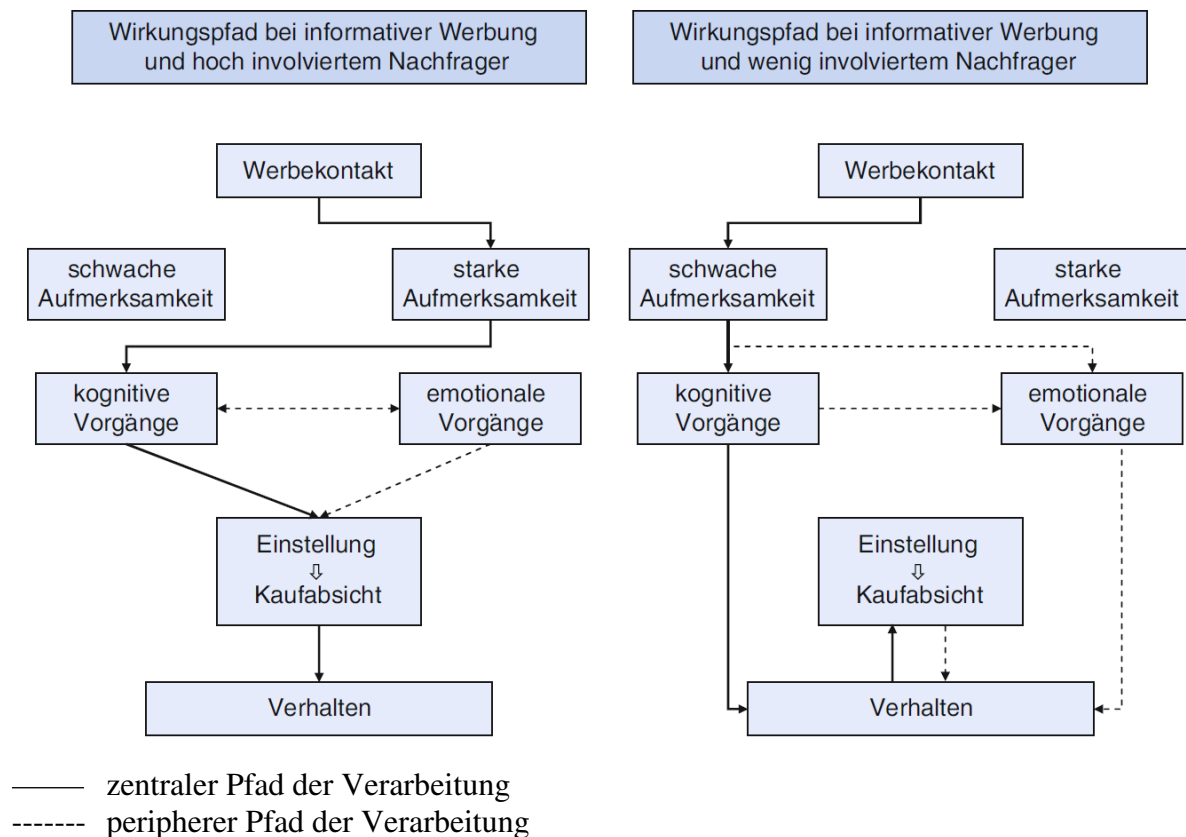 Wirkungspfad bei informativer Werbung
und hoch involviertem Nachfrager
Werbekontakt
schwache
Aufmerksamkeit
starke
Aufmerksamkeit
kognitive
Vorgänge
emotionale
Vorgänge
Einstellung
⇩
Kaufabsicht
Verhalten
Wirkungspfad bei informativer Werbung
und wenig involviertem Nachfrager
Werbekontakt
schwache
Aufmerksamkeit
starke
Aufmerksamkeit
kognitive
Vorgänge
emotionale
Vorgänge
Einstellung
⇩
Kaufabsicht
Verhalten
zentraler Pfad der Verarbeitung
peripherer Pfad der Verarbeitung